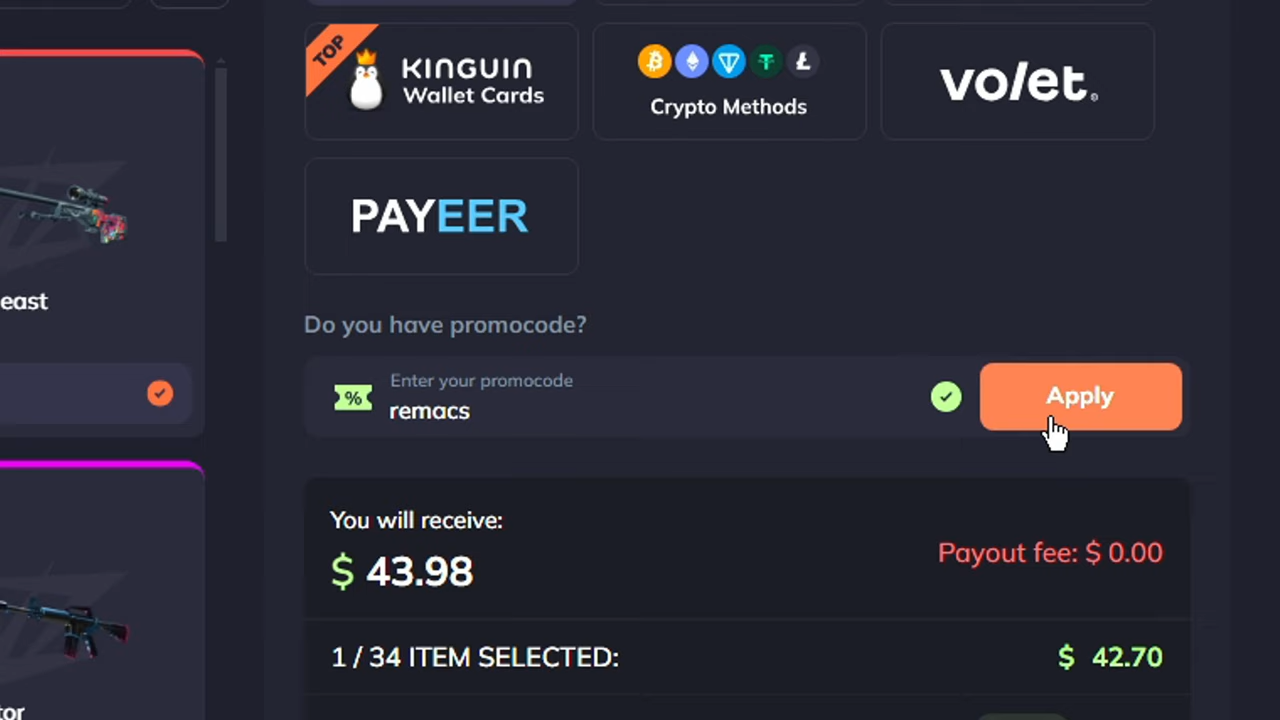 TOP
KINGUIN
Wallet Cards
Crypto Methods
volet.®
PAYEER
east
Do you have promocode?
%
Enter your promocode
remacs
Apply
You will receive:
$ 43.98
Payout fee: $ 0.00
1 / 34 ITEM SELECTED:
$ 42.70
tor